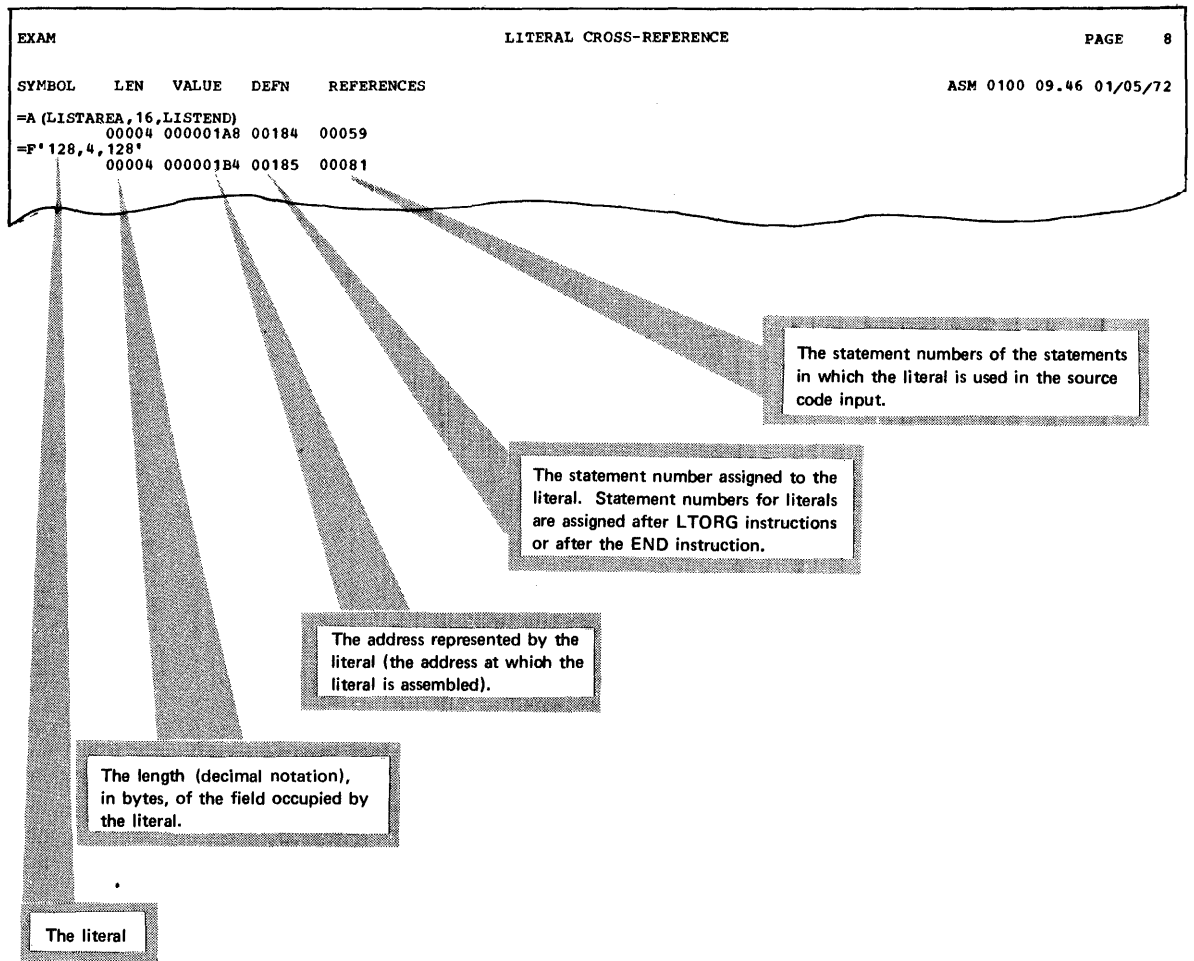 EXAM LITERAL CROSS-REFERENCE PAGE 8
SYMBOL LEN VALUE DEFN REFERENCES ASM 0100 09.46 01/05/72
=A(LISTAREA,16,LISTEND)
00004 000001A8 00184 00059
=F'128,4,128'
00004 000001B4 00185 00081
The statement numbers of the statements
in which the literal is used in the source
code input.
The statement number assigned to the
literal. Statement numbers for literals
are assigned after LTORG instructions
or after the END instruction.
The address represented by the
literal (the address at which the
literal is assembled).
The length (decimal notation),
in bytes, of the field occupied by
the literal.
The literal